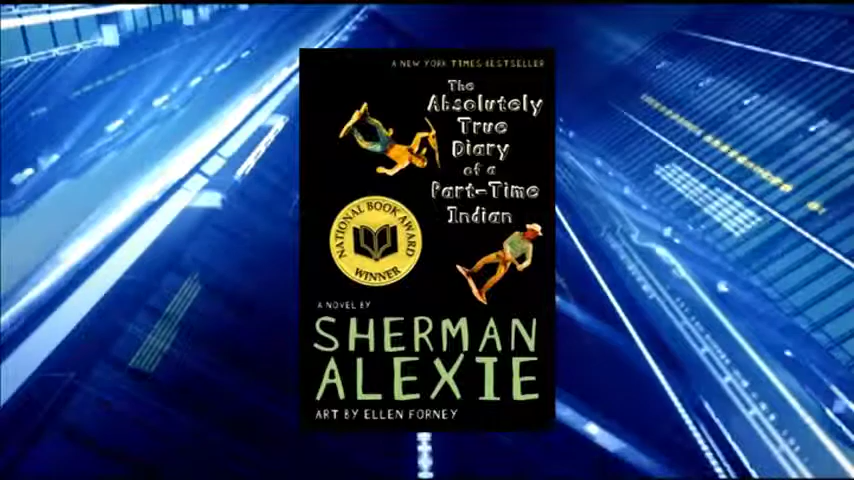 A NEW YORK TIMES BESTSELLER
The
Absolutely
True
Diary
of a
Part-Time
Indian
NATIONAL BOOK AWARD
WINNER
A NOVEL BY
SHERMAN
ALEXIE
ART BY ELLEN FORNEY